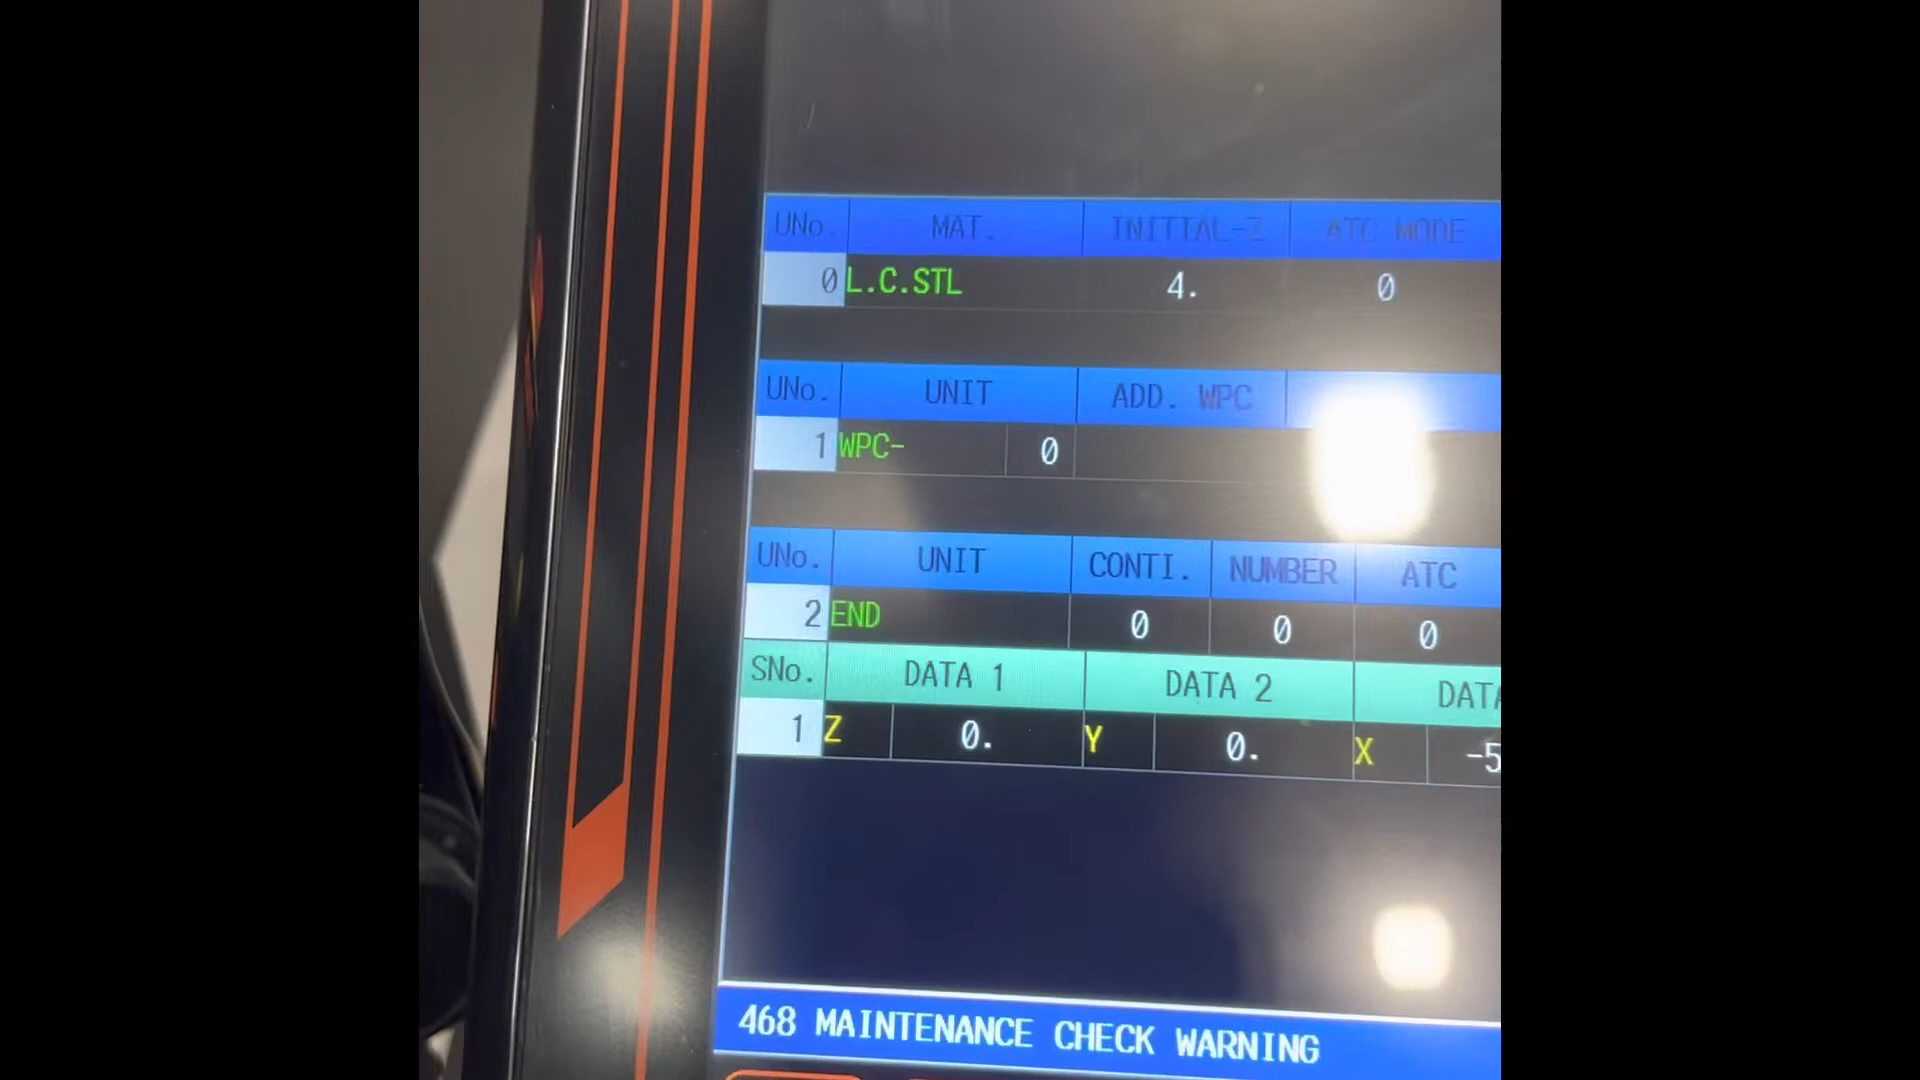 UNo. MAT. INITIAL-Z ATC MODE
0 L.C.STL 4. 0
UNo. UNIT ADD. WPC
1 WPC- 0
UNo. UNIT CONTI. NUMBER ATC
2 END 0 0 0
SNo. DATA 1 DATA 2 DATA
1 Z 0. Y 0. X -5
468 MAINTENANCE CHECK WARNING